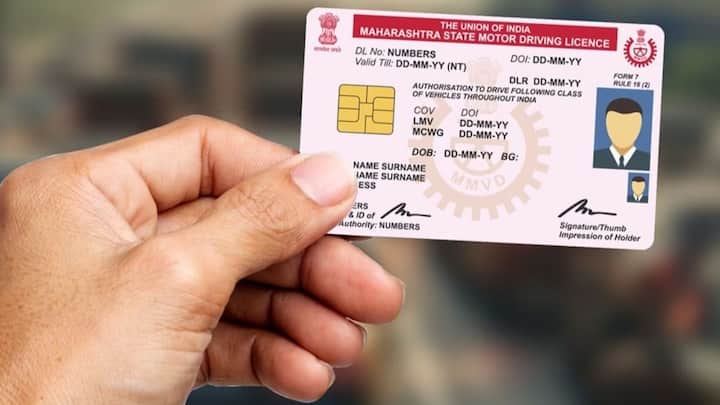 THE UNION OF INDIA
MAHARASHTRA STATE MOTOR DRIVING LICENCE
DL No: NUMBERS DOI: DD-MM-YY
Valid Till: DD-MM-YY (NT)
DLR DD-MM-YY
FORM 7
RULE 16 (2)
AUTHORISATION TO DRIVE FOLLOWING CLASS
OF VEHICLES THROUGHOUT INDIA
COV DOI
LMV DD-MM-YY
MCWG DD-MM-YY
DOB: DD-MM-YY BG:
MMVD
NAME SURNAME
NAME SURNAME
ESS
ERS
& ID of
Authority: NUMBERS
Signature/Thumb
Impression of Holder